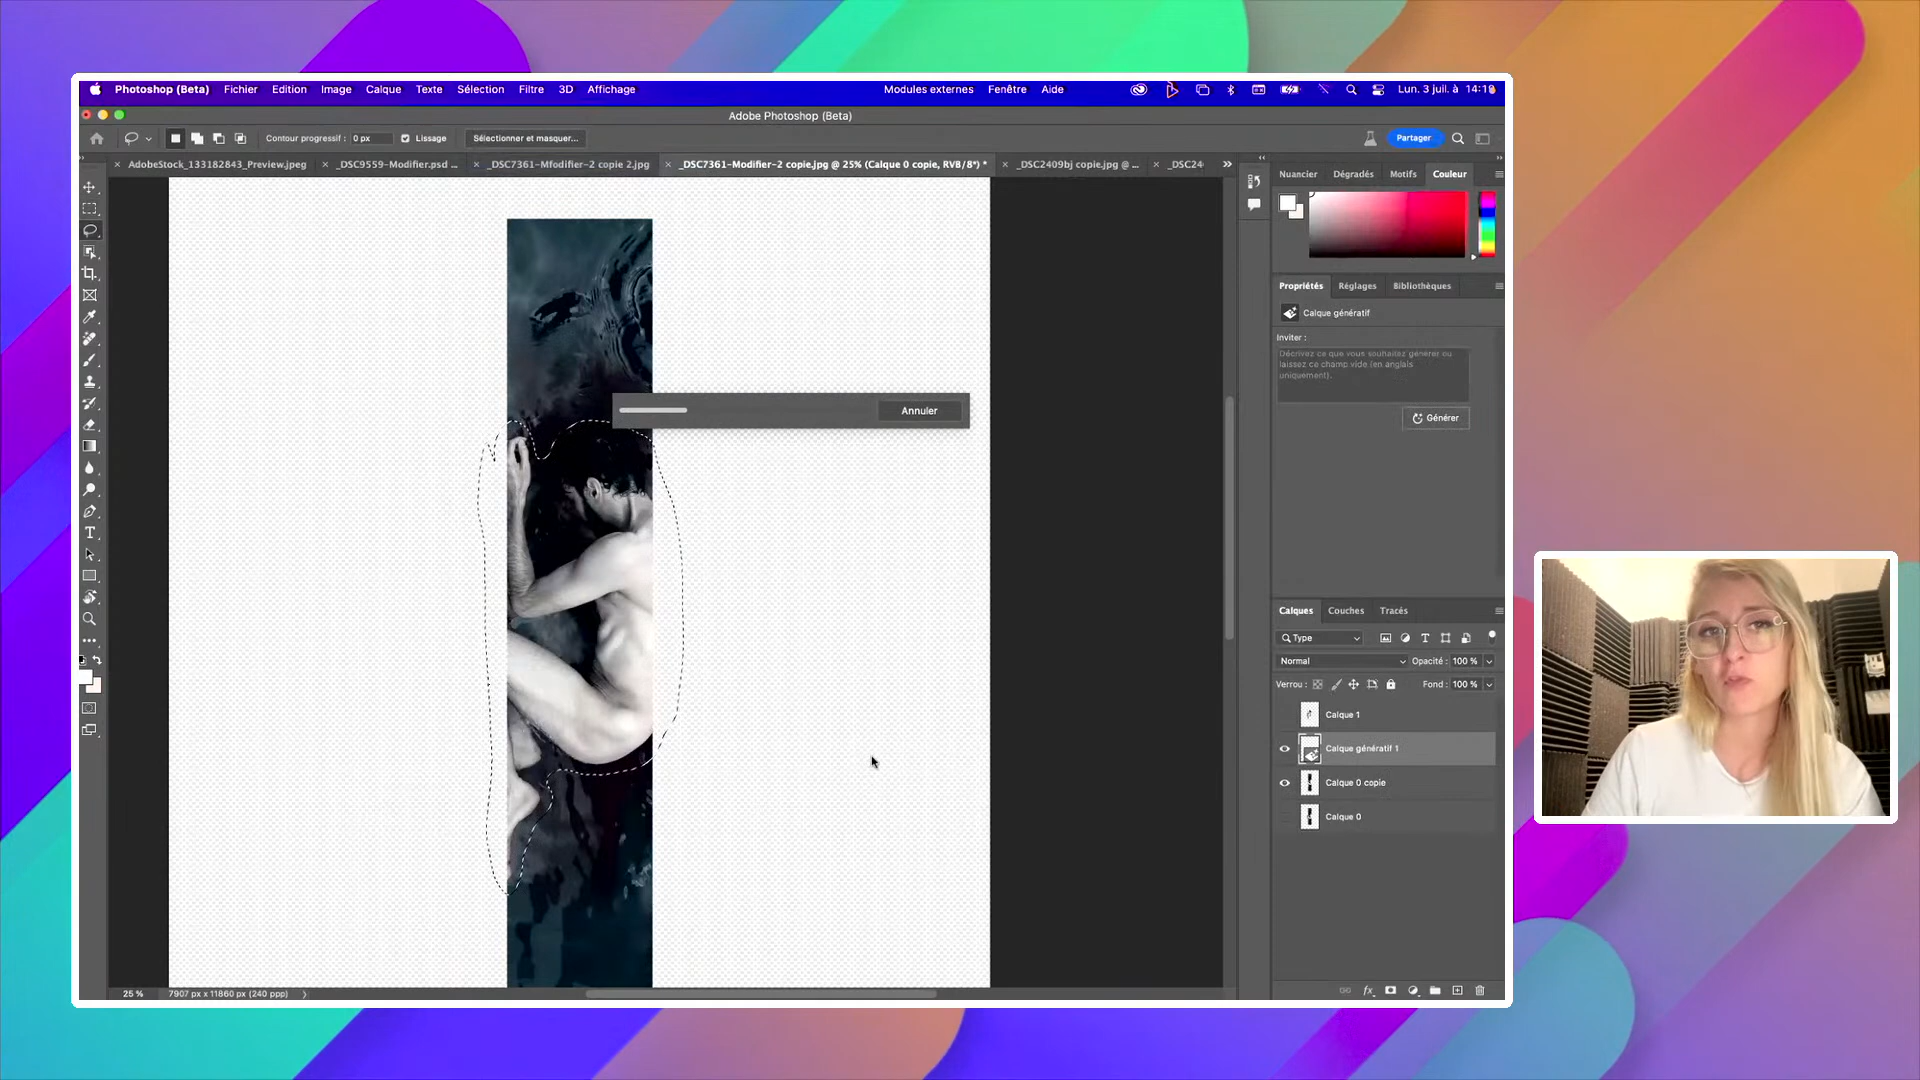 Photoshop (Beta) Fichier Edition Image Calque Texte Sélection Filtre 3D Affichage Modules externes Fenêtre Aide Lun. 3 juil. à 14:1
Adobe Photoshop (Beta)
Contour progressif : 0 px Lissage Sélectionner et masquer... Partager
AdobeStock_133182843_Preview.jpeg _DSC9559-Modifier.psd ... _DSC7361-Mfodifier-2 copie 2.jpg _DSC7361-Modifier-2 copie.jpg @ 25% (Calque 0 copie, RVB/8*) * _DSC2409bj copie.jpg @ ... _DSC24
Nuancier Dégradés Motifs Couleur
Propriétés Réglages Bibliothèques
Calque génératif
Inviter :
Décrivez ce que vous souhaitez générer ou
laissez ce champ vide (en anglais
uniquement).
Générer
Annuler
Calques Couches Tracés
Type
Normal Opacité : 100 %
Verrou : Fond : 100 %
Calque 1
Calque génératif 1
Calque 0 copie
Calque 0
25 % 7907 px x 11860 px (240 ppp)